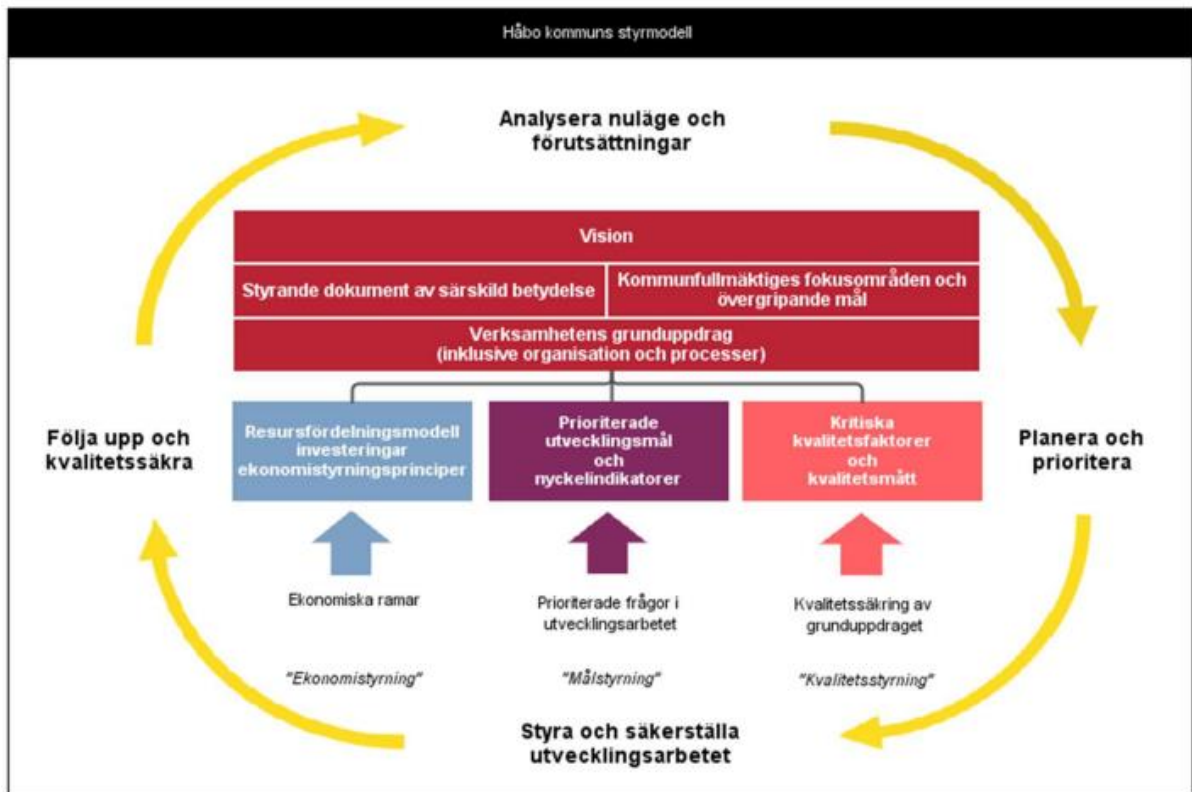 Håbo kommuns styrmodell
Analysera nuläge och
förutsättningar
Vision
Styrande dokument av särskild betydelse
Kommunfullmäktiges fokusområden och
övergripande mål
Verksamhetens grunduppdrag
(inklusive organisation och processer)
Följa upp och
kvalitetssäkra
Resursfördelningsmodell
investeringar
ekonomistyrningsprinciper
Prioriterade
utvecklingsmål
och
nyckelindikatorer
Kritiska
kvalitetsfaktorer
och
kvalitetsmått
Planera och
prioritera
Ekonomiska ramar
Prioriterade frågor i
utvecklingsarbetet
Kvalitetssäkring av
grunduppdraget
"Ekonomistyrning"
"Målstyrning"
"Kvalitetsstyrning"
Styra och säkerställa
utvecklingsarbetet